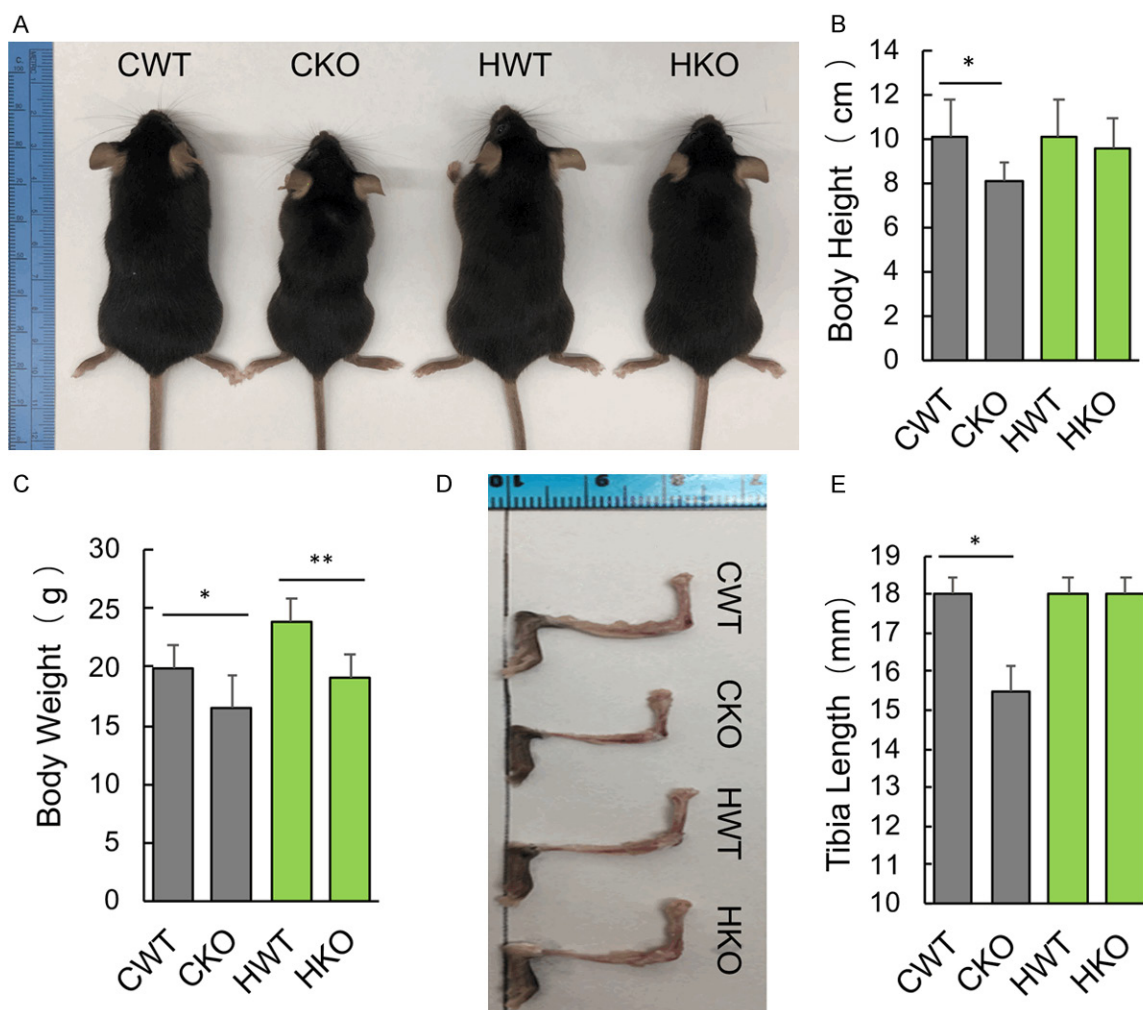 A
CWT CKO HWT HKO
B
*
14
12
10
8
6
4
2
0
Body Height ( cm )
CWT CKO HWT HKO
C
* **
30
25
20
15
10
5
0
Body Weight ( g )
CWT CKO HWT HKO
D
CWT
CKO
HWT
HKO
E
*
19
18
17
16
15
14
13
12
11
10
Tibia Length (mm)
CWT CKO HWT HKO